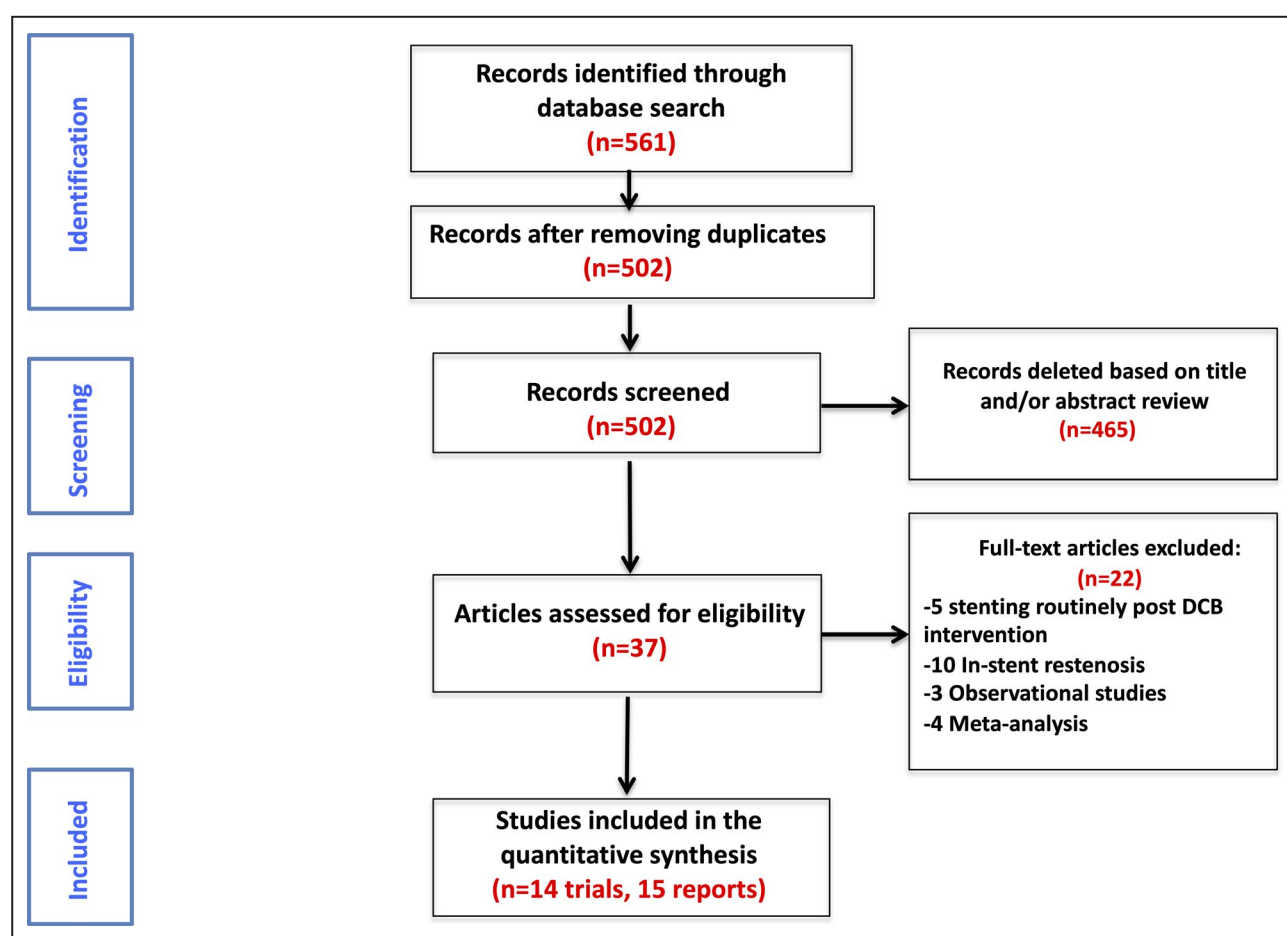 Identification
Records identified through
database search
(n=561)
Records after removing duplicates
(n=502)
Screening
Records screened
(n=502)
Records deleted based on title
and/or abstract review
(n=465)
Eligibility
Articles assessed for eligibility
(n=37)
Full-text articles excluded:
(n=22)
-5 stenting routinely post DCB
intervention
-10 In-stent restenosis
-3 Observational studies
-4 Meta-analysis
Included
Studies included in the
quantitative synthesis
(n=14 trials, 15 reports)